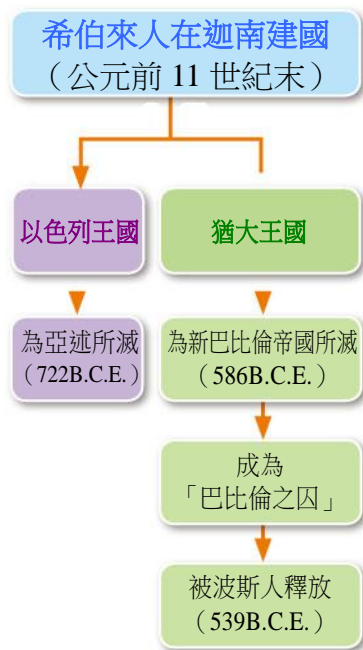 希伯來人在迦南建國
（公元前 11 世紀末）
以色列王國
猶大王國
為亞述所滅
（722B.C.E.）
為新巴比倫帝國所滅
（586B.C.E.）
成為
「巴比倫之囚」
被波斯人釋放
（539B.C.E.）